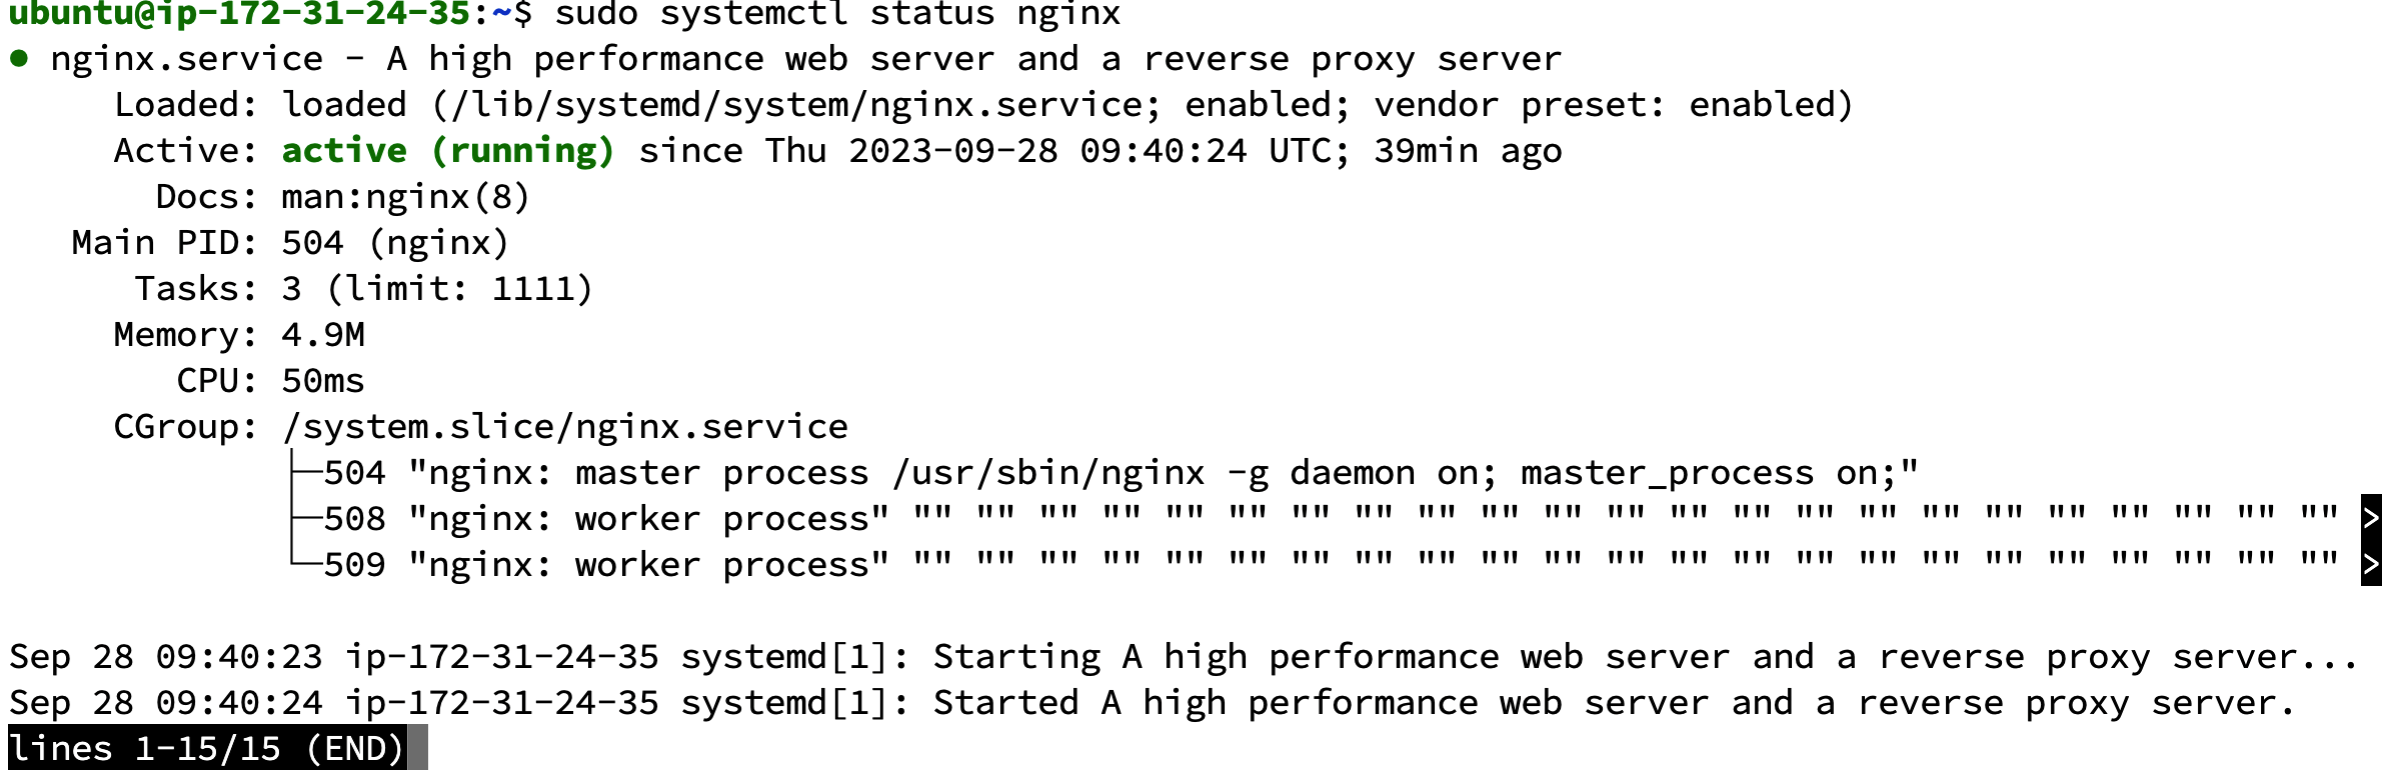 ubuntu@ip-172-31-24-35:~$ sudo systemctl status nginx
● nginx.service - A high performance web server and a reverse proxy server
     Loaded: loaded (/lib/systemd/system/nginx.service; enabled; vendor preset: enabled)
     Active: active (running) since Thu 2023-09-28 09:40:24 UTC; 39min ago
       Docs: man:nginx(8)
   Main PID: 504 (nginx)
      Tasks: 3 (limit: 1111)
     Memory: 4.9M
        CPU: 50ms
     CGroup: /system.slice/nginx.service
             ├─504 "nginx: master process /usr/sbin/nginx -g daemon on; master_process on;"
             ├─508 "nginx: worker process" "" "" "" "" "" "" "" "" "" "" "" "" "" "" "" "" "" "" "" "" "" "" "" >
             └─509 "nginx: worker process" "" "" "" "" "" "" "" "" "" "" "" "" "" "" "" "" "" "" "" "" "" "" "" >
Sep 28 09:40:23 ip-172-31-24-35 systemd[1]: Starting A high performance web server and a reverse proxy server...
Sep 28 09:40:24 ip-172-31-24-35 systemd[1]: Started A high performance web server and a reverse proxy server.
lines 1-15/15 (END)